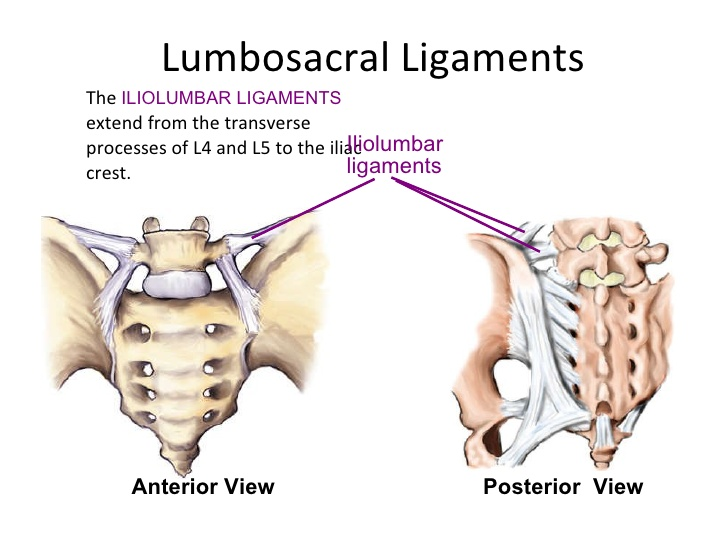 Lumbosacral Ligaments
The ILIOLUMBAR LIGAMENTS
extend from the transverse
processes of L4 and L5 to the iliac
crest.
Iliolumbar
ligaments
Anterior View
Posterior  View